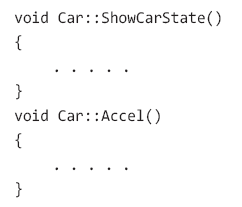 void Car::ShowCarState()
{
    . . . . .
}
void Car::Accel()
{
    . . . . .
}